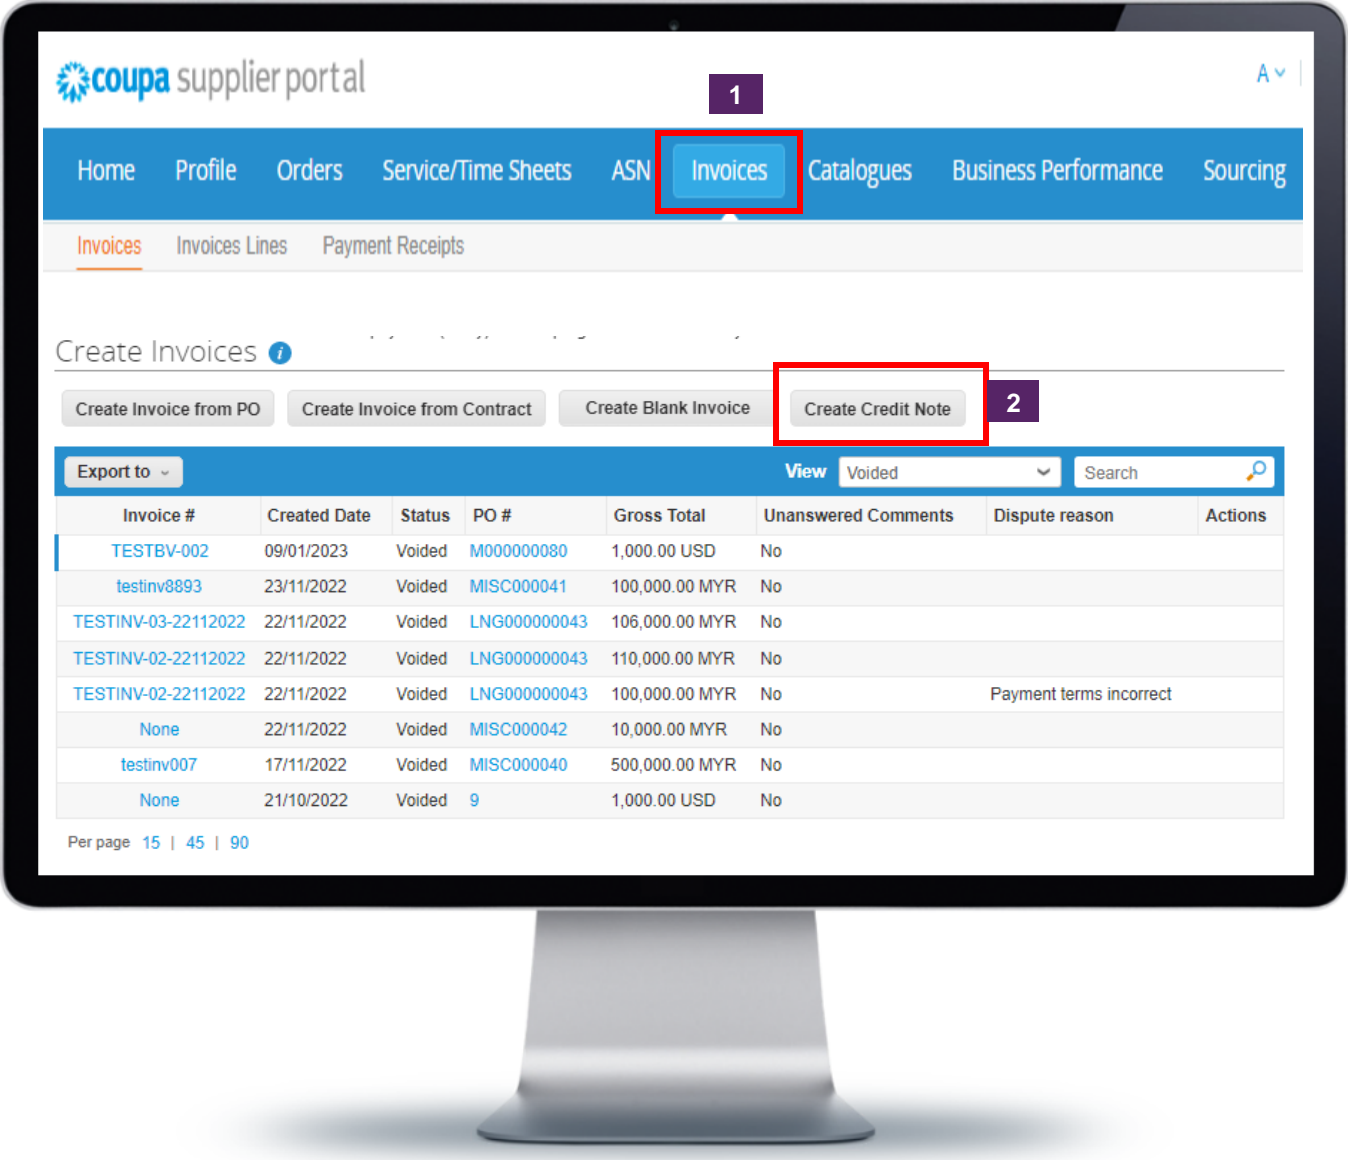 coupa supplier portal
A
1
Home Profile Orders Service/Time Sheets ASN Invoices Catalogues Business Performance Sourcing
Invoices Invoices Lines Payment Receipts
Create Invoices i
Create Invoice from PO Create Invoice from Contract Create Blank Invoice Create Credit Note 2
Export to View Voided Search
Invoice # Created Date Status PO # Gross Total Unanswered Comments Dispute reason Actions
TESTBV-002 09/01/2023 Voided M000000080 1,000.00 USD No
testinv8893 23/11/2022 Voided MISC000041 100,000.00 MYR No
TESTINV-03-22112022 22/11/2022 Voided LNG000000043 106,000.00 MYR No
TESTINV-02-22112022 22/11/2022 Voided LNG000000043 110,000.00 MYR No
TESTINV-02-22112022 22/11/2022 Voided LNG000000043 100,000.00 MYR No Payment terms incorrect
None 22/11/2022 Voided MISC000042 10,000.00 MYR No
testinv007 17/11/2022 Voided MISC000040 500,000.00 MYR No
None 21/10/2022 Voided 9 1,000.00 USD No
Per page 15 | 45 | 90